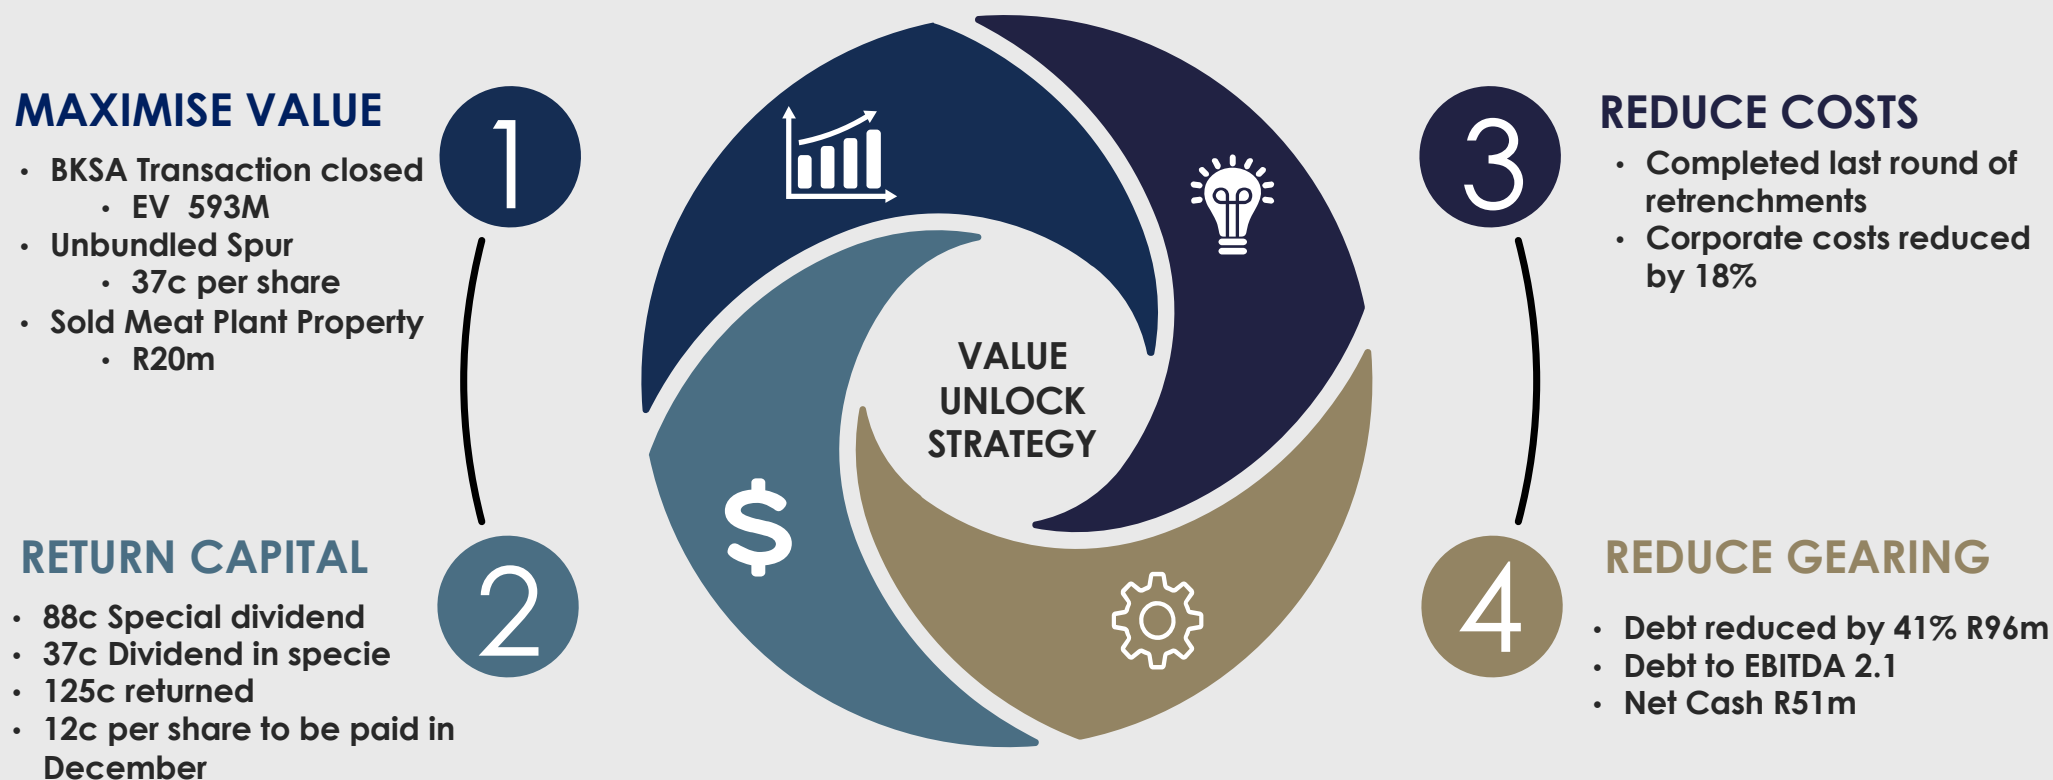 MAXIMISE VALUE
• BKSA Transaction closed
• EV 593M
• Unbundled Spur
• 37c per share
• Sold Meat Plant Property
• R20m
1
RETURN CAPITAL
• 88c Special dividend
• 37c Dividend in specie
• 125c returned
• 12c per share to be paid in
December
2
VALUE
UNLOCK
STRATEGY
$
3
REDUCE COSTS
• Completed last round of
retrenchments
• Corporate costs reduced
by 18%
4
REDUCE GEARING
• Debt reduced by 41% R96m
• Debt to EBITDA 2.1
• Net Cash R51m